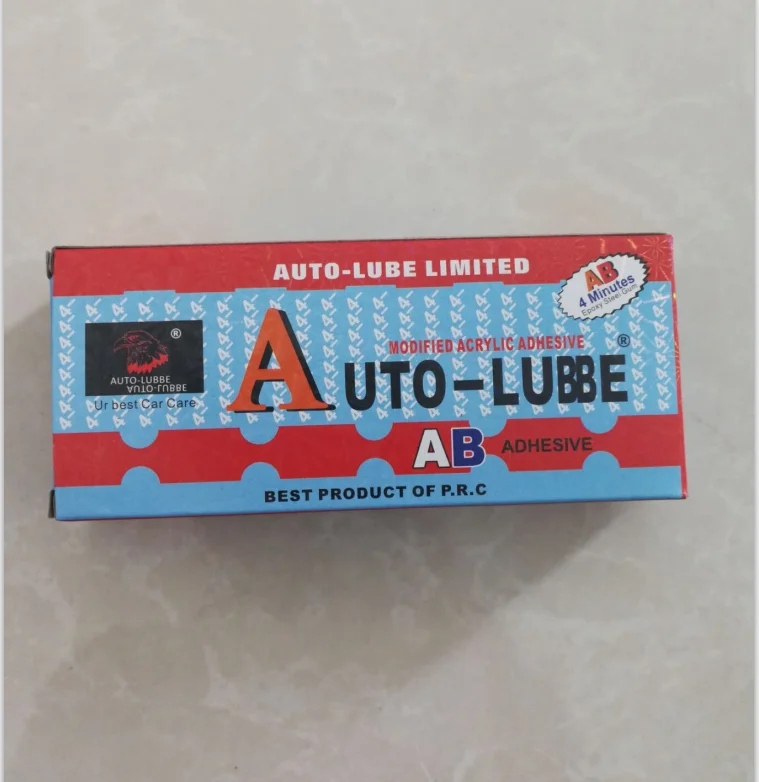 AUTO-LUBE LIMITED
AB
4 Minutes
Epoxy Steel Gum
®
AUTO-LUBBE
AUTO-LUBBE
Ur best Car Care
MODIFIED ACRYLIC ADHESIVE
AUTO-LUBBE®
AB ADHESIVE
BEST PRODUCT OF P.R.C